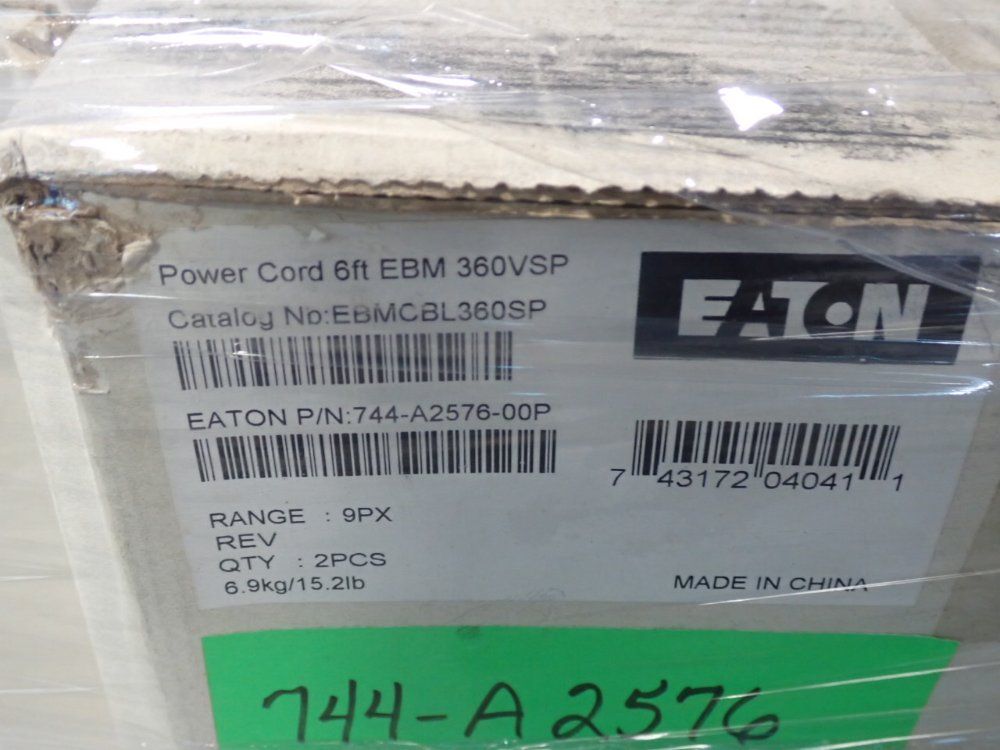 Power Cord 6ft EBM 360VSP
Catalog No:EBMCBL360SP
EATON
EATON P/N:744-A2576-00P
7 43172 04041 1
RANGE : 9PX
REV
QTY : 2PCS
6.9kg/15.2lb
MADE IN CHINA
744-A2576